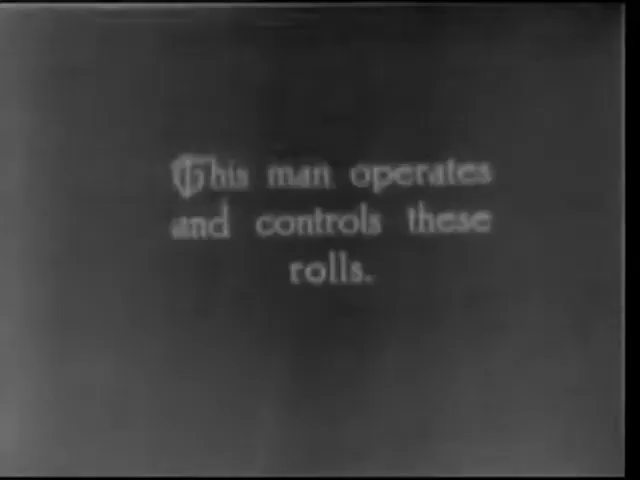 This man operates
and controls these
rolls.